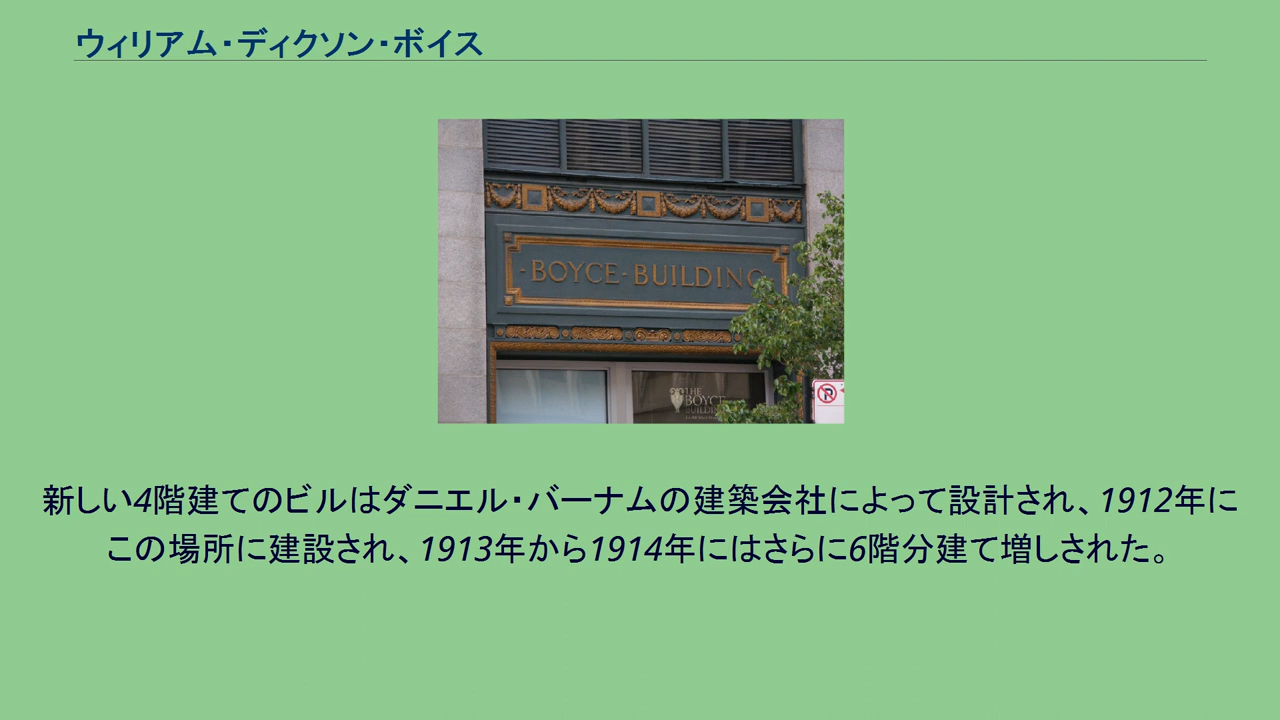 ウィリアム・ディクソン・ボイス
・BOYCE・BUILDING・
THE
BOYCE
新しい4階建てのビルはダニエル・バーナムの建築会社によって設計され、1912年に
この場所に建設され、1913年から1914年にはさらに6階分建て増しされた。